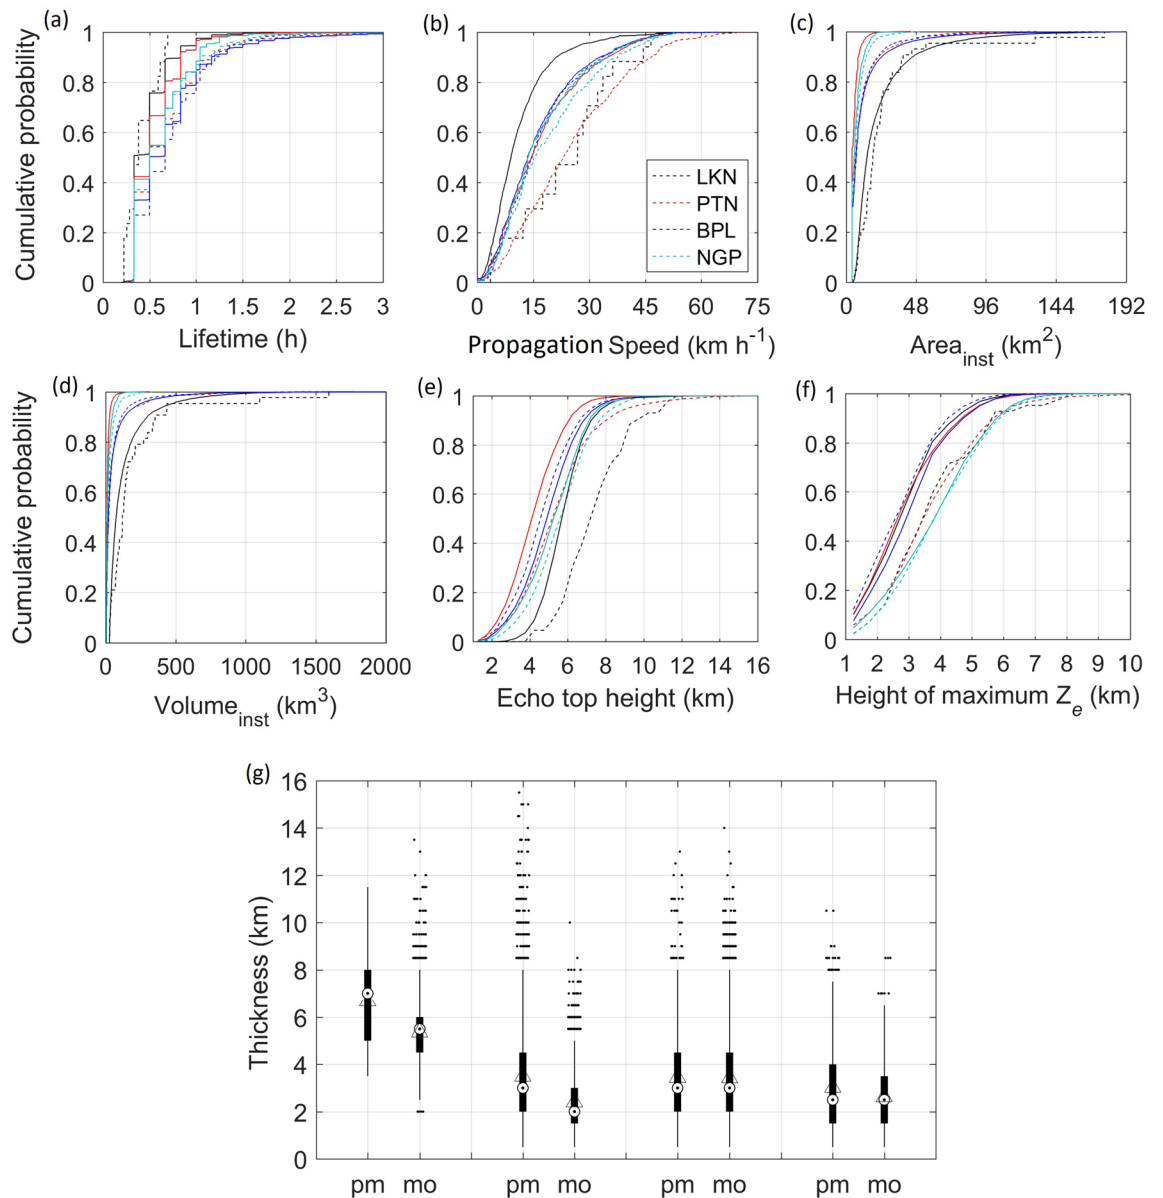 (a)
Cumulative probability
1
0.8
0.6
0.4
0.2
0
0 0.5 1 1.5 2 2.5 3
Lifetime (h)
(b)
1
0.8
0.6
0.4
0.2
0
0 15 30 45 60 75
Propagation Speed (km h-1)
LKN
PTN
BPL
NGP
(c)
1
0.8
0.6
0.4
0.2
0
0 48 96 144 192
Areainst (km2)
(d)
Cumulative probability
1
0.8
0.6
0.4
0.2
0
0 500 1000 1500 2000
Volumeinst (km3)
(e)
1
0.8
0.6
0.4
0.2
0
2 4 6 8 10 12 14 16
Echo top height (km)
(f)
1
0.8
0.6
0.4
0.2
0
1 2 3 4 5 6 7 8 9 10
Height of maximum Ze (km)
(g)
Thickness (km)
16
14
12
10
8
6
4
2
0
pm mo pm mo pm mo pm mo